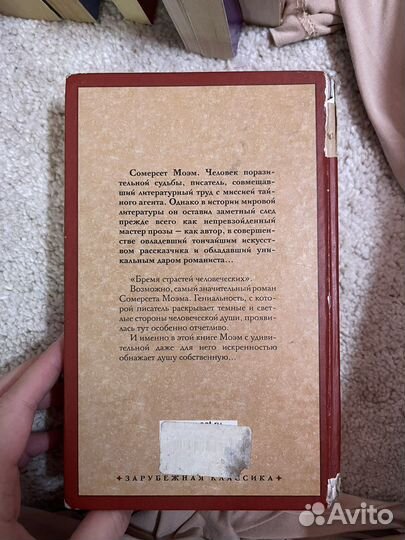 Сомерсет Моэм. Человек порази-
тельной судьбы, писатель, совмещав-
ший литературный труд с миссией тай-
ного агента. Однако в истории мировой
литературы он оставил заметный след
прежде всего как непревзойденный
мастер прозы – как автор, в совершен-
стве овладевший тончайшим искусст-
вом рассказчика и обладавший уни-
кальным даром романиста...
«Бремя страстей человеческих».
Возможно, самый значительный роман
Сомерсета Моэма. Гениальность, с кото-
рой писатель раскрывает темные и свет-
лые стороны человеческой души, прояви-
лась тут особенно отчетливо.
И именно в этой книге Моэм с удиви-
тельной даже для него искренностью
обнажает душу собственную...
ЗАРУБЕЖНАЯ КЛАССИКА
Avito